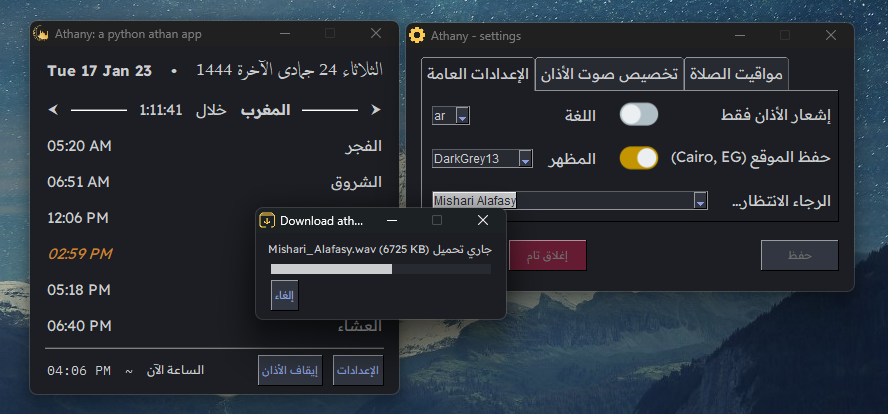 Athany: a python athan app
Tue 17 Jan 23 • الثلاثاء 24 جمادى الآخرة 1444
المغرب خلال 1:11:41
الفجر 05:20 AM
الشروق 06:51 AM
12:06 PM
02:59 PM
05:18 PM
العشاء 06:40 PM
الإعدادات إيقاف الأذان الساعة الآن ~ 04:06 PM
Athany - settings
مواقيت الصلاة تخصيص صوت الأذان الإعدادات العامة
إشعار الأذان فقط اللغة ar
حفظ الموقع (Cairo, EG) المظهر DarkGrey13
الرجاء الانتظار... Mishari Alafasy
حفظ إغلاق تام
Download ath...
جاري تحميل Mishari_Alafasy.wav (6725 KB)
إلغاء